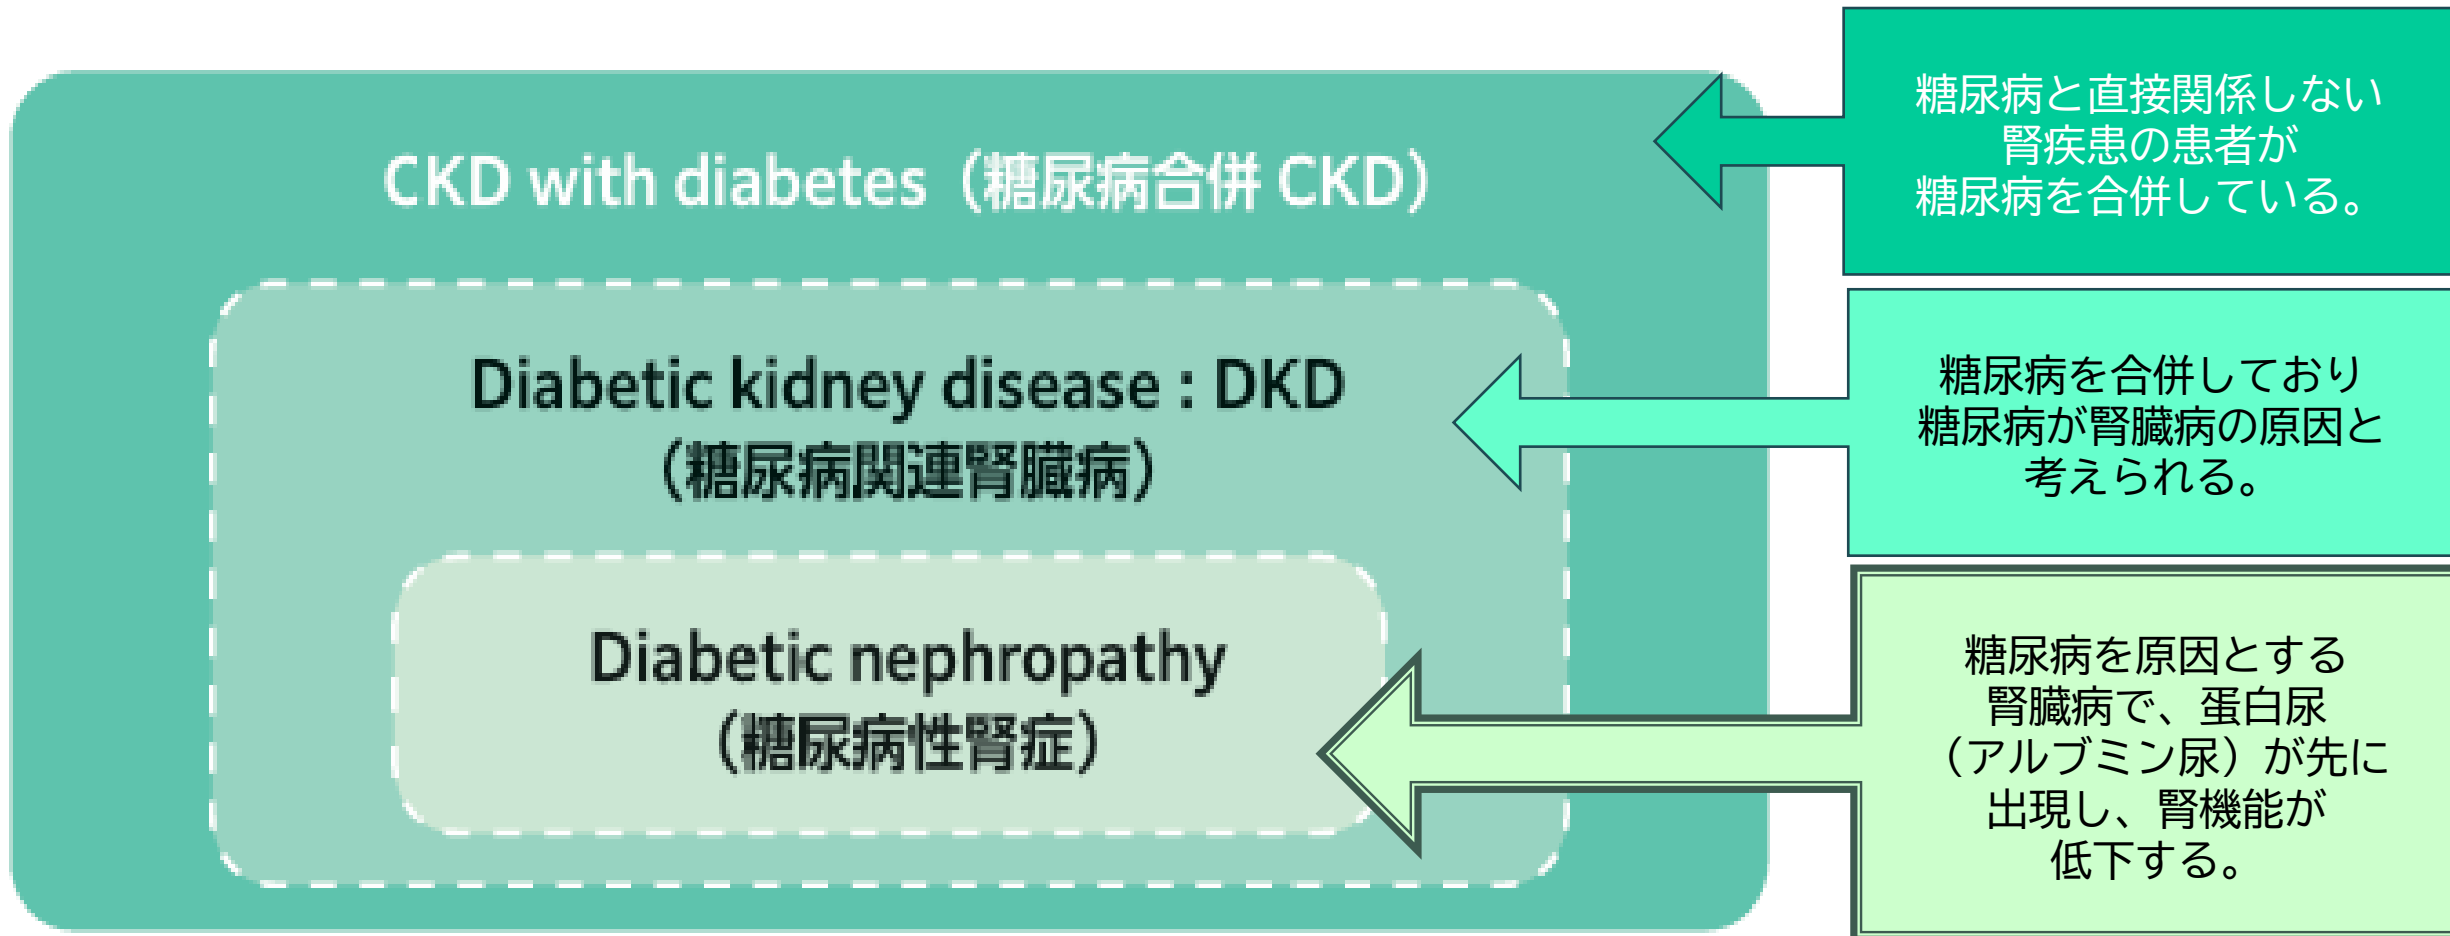 CKD with diabetes（糖尿病合併 CKD）
Diabetic kidney disease : DKD
（糖尿病関連腎臓病）
Diabetic nephropathy
（糖尿病性腎症）
糖尿病と直接関係しない
腎疾患の患者が
糖尿病を合併している。
糖尿病を合併しており
糖尿病が腎臓病の原因と
考えられる。
糖尿病を原因とする
腎臓病で、蛋白尿
（アルブミン尿）が先に
出現し、腎機能が
低下する。